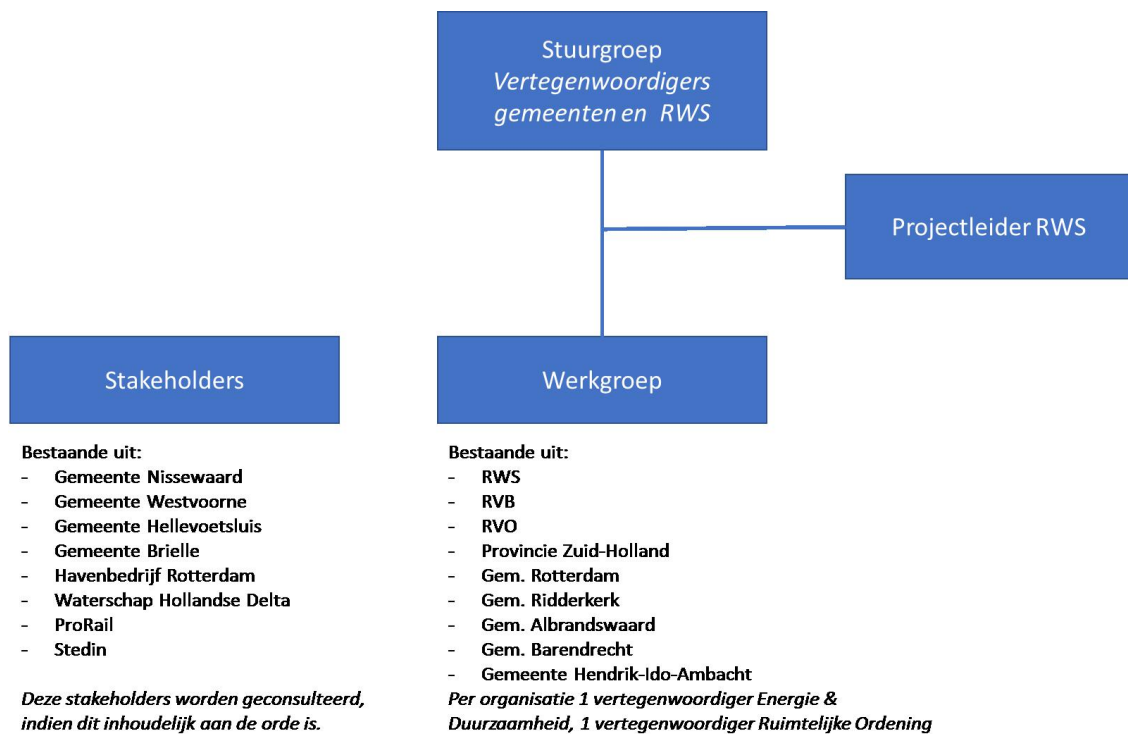 Stuurgroep
Vertegenwoordigers
gemeenten en RWS
Projectleider RWS
Stakeholders
Werkgroep
Bestaande uit:
- Gemeente Nissewaard
- Gemeente Westvoorne
- Gemeente Hellevoetsluis
- Gemeente Brielle
- Havenbedrijf Rotterdam
- Waterschap Hollandse Delta
- ProRail
- Stedin
Deze stakeholders worden geconsulteerd,
indien dit inhoudelijk aan de orde is.
Bestaande uit:
- RWS
- RVB
- RVO
- Provincie Zuid-Holland
- Gem. Rotterdam
- Gem. Ridderkerk
- Gem. Albrandswaard
- Gem. Barendrecht
- Gemeente Hendrik-Ido-Ambacht
Per organisatie 1 vertegenwoordiger Energie &
Duurzaamheid, 1 vertegenwoordiger Ruimtelijke Ordening